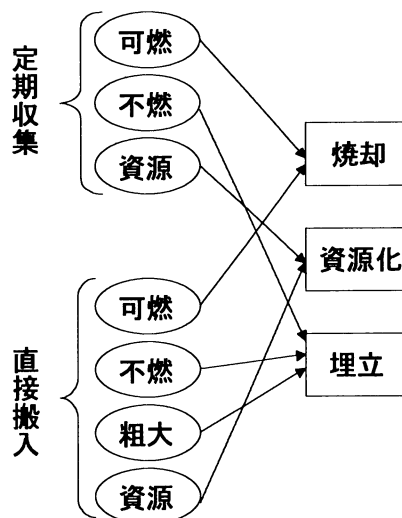 定期収集
可燃
不燃
資源
直接搬入
可燃
不燃
粗大
資源
焼却
資源化
埋立